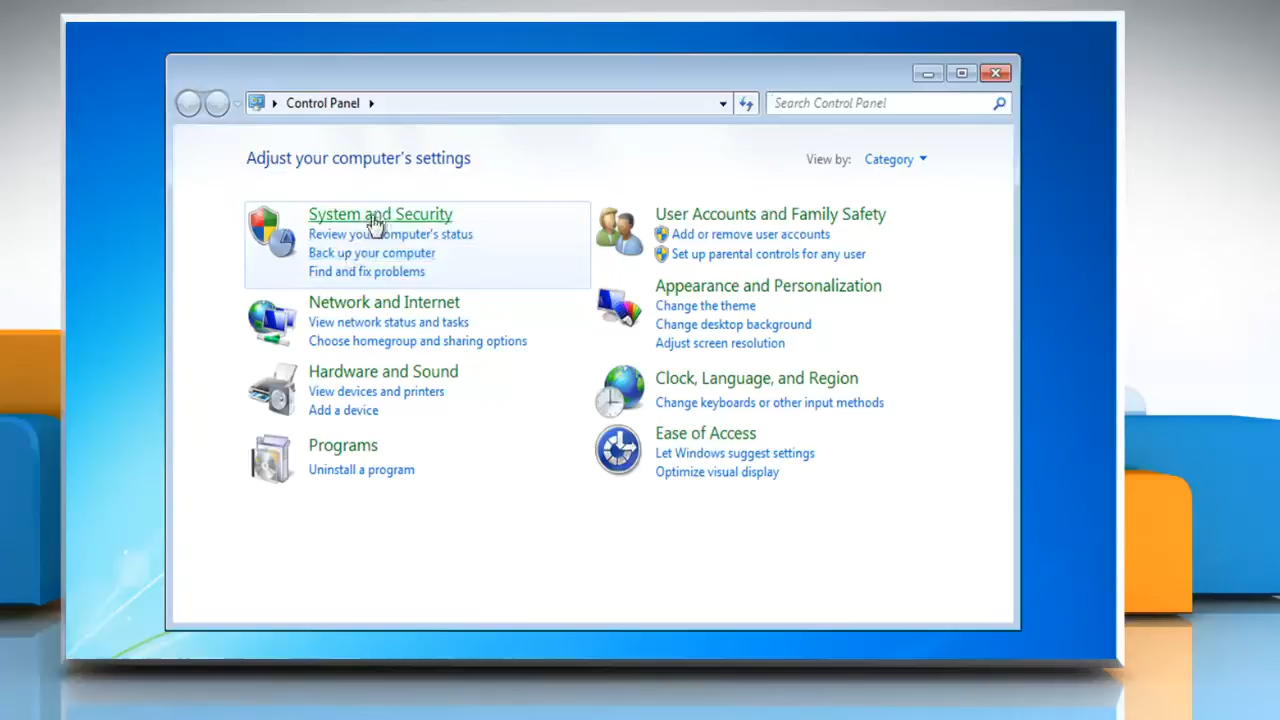 Control Panel
Search Control Panel
Adjust your computer's settings
View by: Category
System and Security
Review your computer's status
Back up your computer
Find and fix problems
Network and Internet
View network status and tasks
Choose homegroup and sharing options
Hardware and Sound
View devices and printers
Add a device
Programs
Uninstall a program
User Accounts and Family Safety
Add or remove user accounts
Set up parental controls for any user
Appearance and Personalization
Change the theme
Change desktop background
Adjust screen resolution
Clock, Language, and Region
Change keyboards or other input methods
Ease of Access
Let Windows suggest settings
Optimize visual display